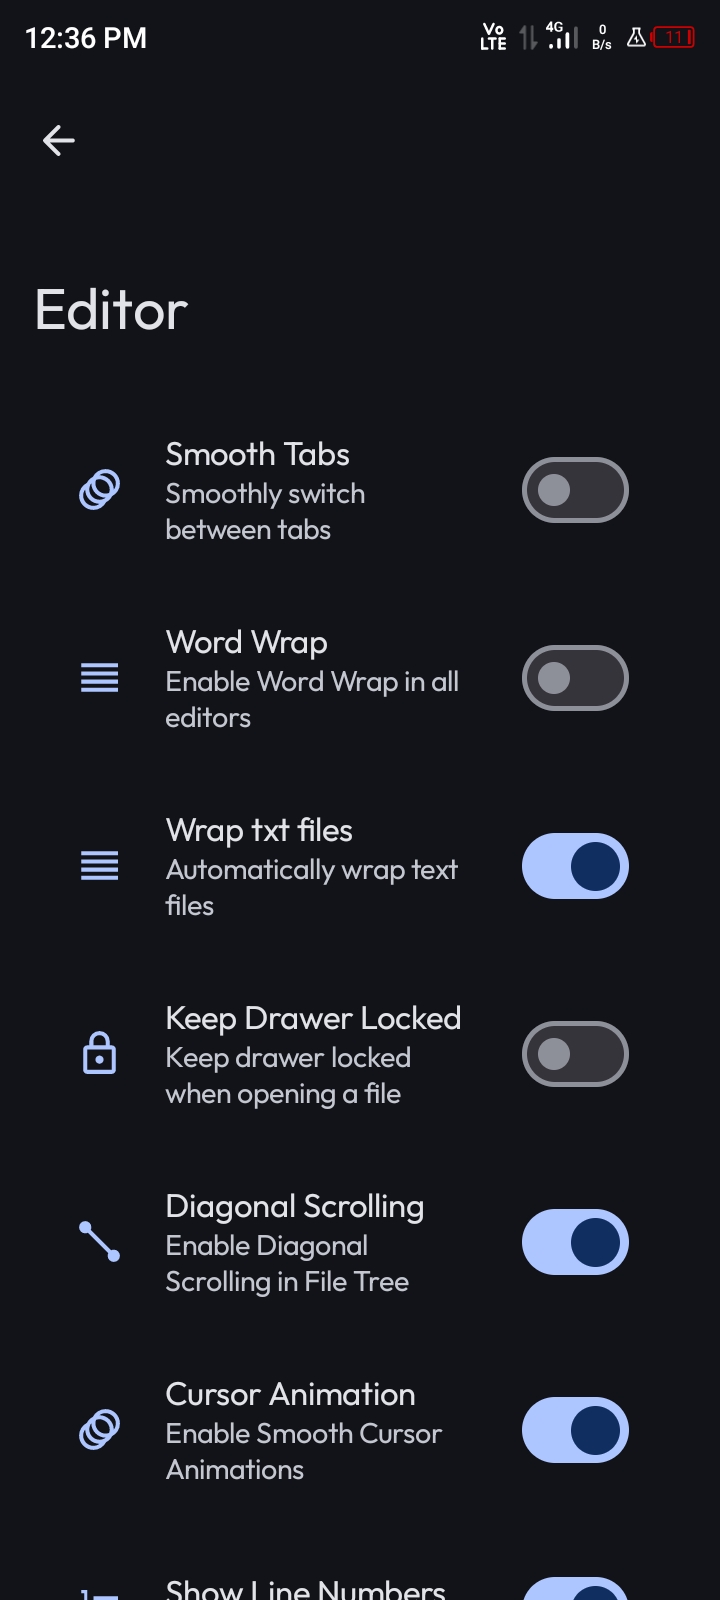 12:36 PM
Vo
LTE
4G
0
B/s
11
Editor
Smooth Tabs
Smoothly switch
between tabs
Word Wrap
Enable Word Wrap in all
editors
Wrap txt files
Automatically wrap text
files
Keep Drawer Locked
Keep drawer locked
when opening a file
Diagonal Scrolling
Enable Diagonal
Scrolling in File Tree
Cursor Animation
Enable Smooth Cursor
Animations
Show Line Numbers